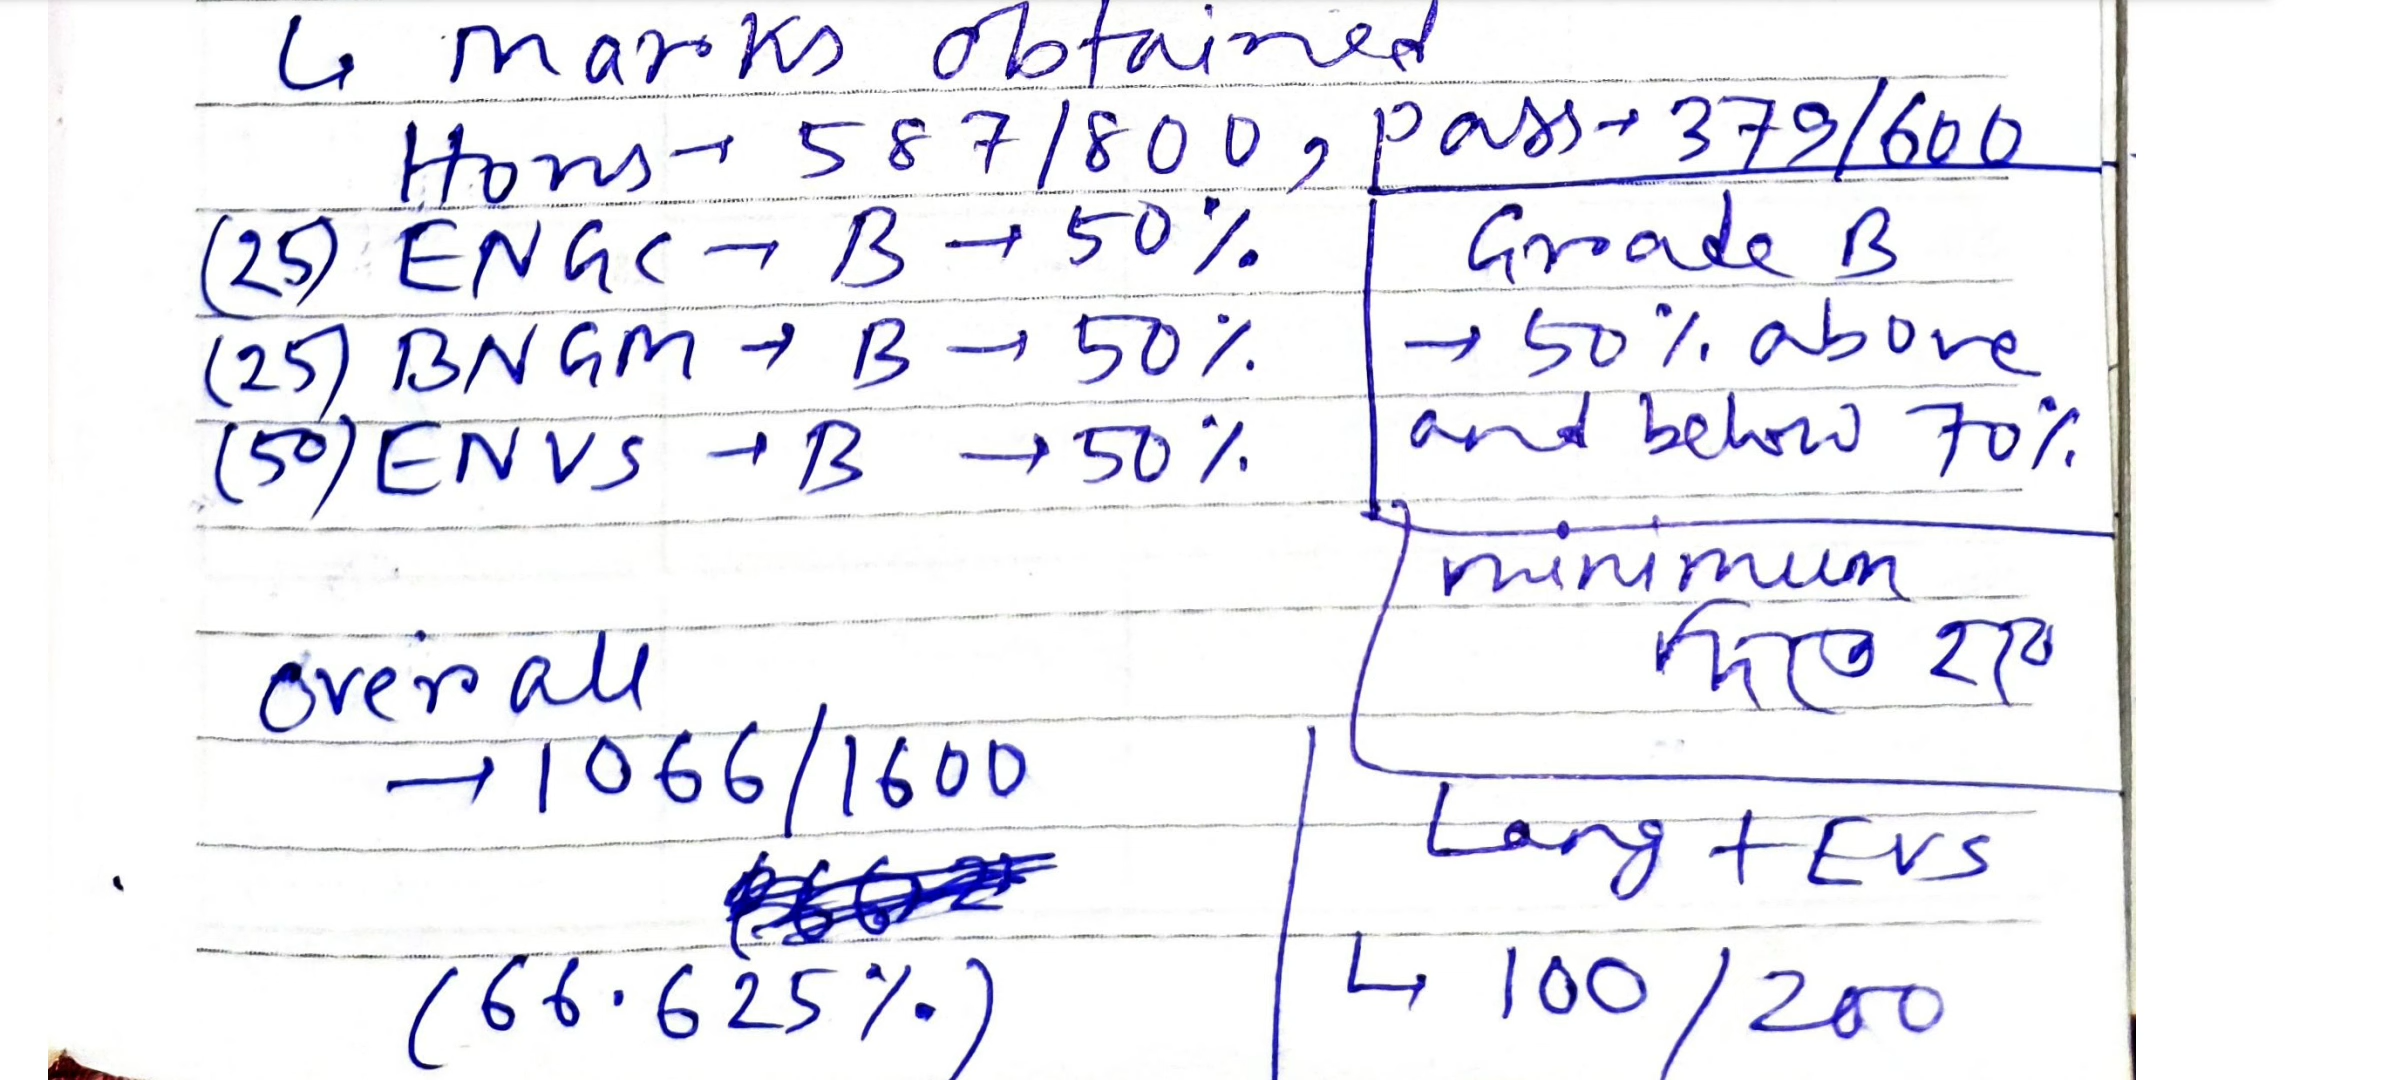 ↳ marks obtained
Hons → 587/800, pass → 379/600
(25) ENGC → B → 50%.
(25) BNGM → B → 50%.
(50) ENVS → B → 50%.
Grade B
→ 50% above
and below 70%.
minimum
নিতে হবে
overall
→ 1066/1600
(66.625%.)
Lang + EVS
↳ 100/200